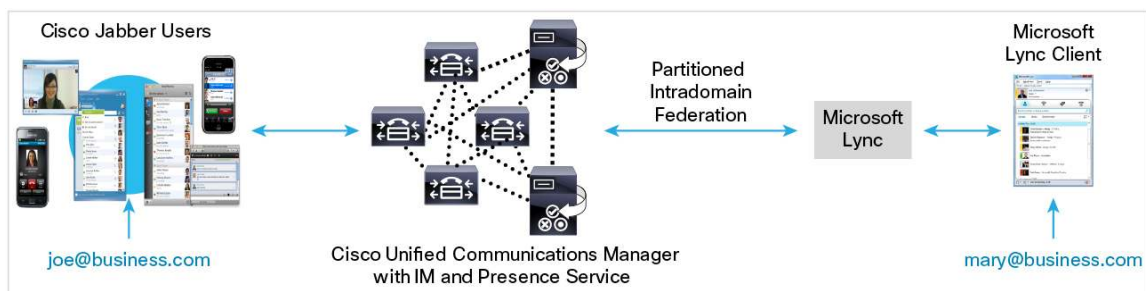 Cisco Jabber Users
Microsoft
Lync Client
Partitioned
Intradomain
Federation
Microsoft
Lync
joe@business.com
Cisco Unified Communications Manager
with IM and Presence Service
mary@business.com